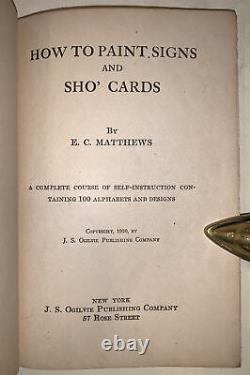 HOW TO PAINT SIGNS
AND
SHO' CARDS
BY
E. C. MATTHEWS
A COMPLETE COURSE OF SELF-INSTRUCTION CON-
TAINING 100 ALPHABETS AND DESIGNS
COPYRIGHT, 1920, BY
J. S. OGILVIE PUBLISHING COMPANY
NEW YORK
J. S. OGILVIE PUBLISHING COMPANY
57 ROSE STREET